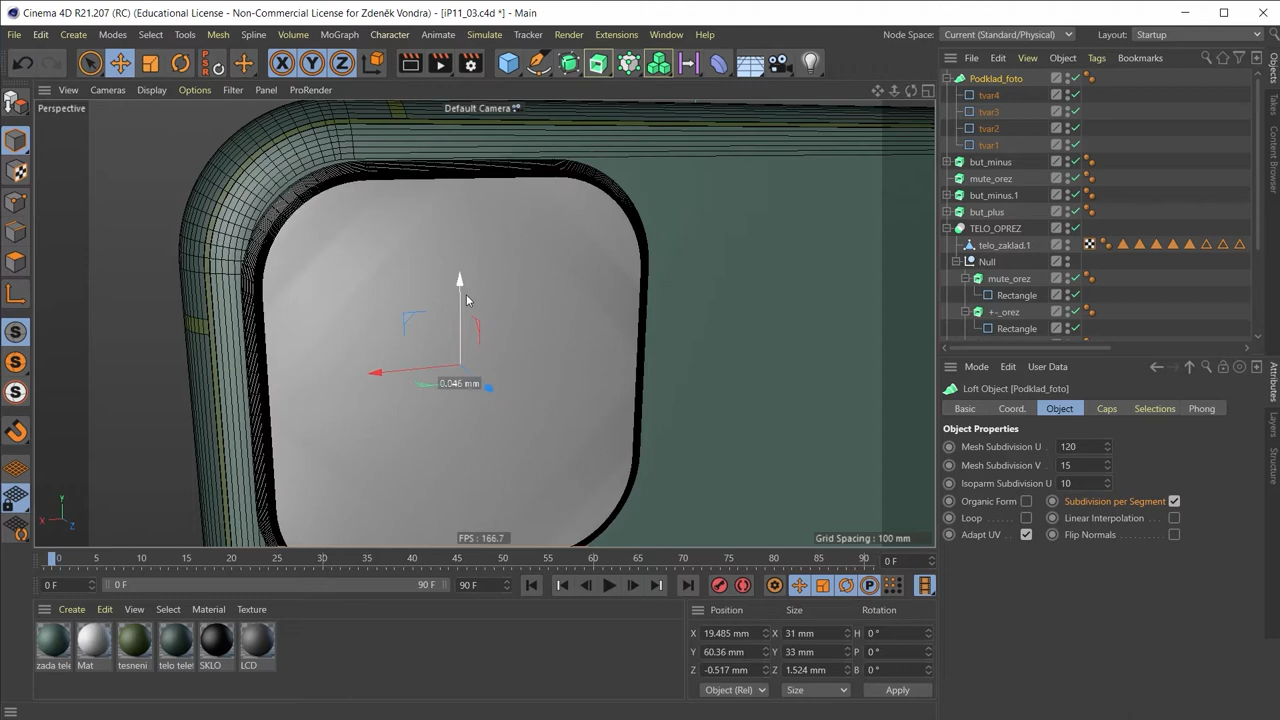 Cinema 4D R21.207 (RC) (Educational License - Non-Commercial License for Zdeněk Vondra) - [iP11_03.c4d *] - Main
File Edit Create Modes Select Tools Mesh Spline Volume MoGraph Character Animate Simulate Tracker Render Extensions Window Help Node Space: Current (Standard/Physical) Layout: Startup
X Y Z PSR
File Edit View Object Tags Bookmarks
View Cameras Display Options Filter Panel ProRender
Perspective Default Camera
Podklad_foto
tvar4
tvar3
tvar2
tvar1
but_minus
mute_orez
but_minus.1
but_plus
TELO_OPREZ
telo_zaklad.1
Null
mute_orez
Rectangle
+-_orez
Rectangle
Objects
Takes
Content Browser
Attributes
Layers
Structure
Mode Edit User Data
Loft Object [Podklad_foto]
Basic Coord. Object Caps Selections Phong
Object Properties
Mesh Subdivision U 120
Mesh Subdivision V 15
Isoparm Subdivision U 10
Organic Form Subdivision per Segment
Loop Linear Interpolation
Adapt UV Flip Normals
0.046 mm
Y
X Z
FPS : 166.7 Grid Spacing : 100 mm
0 5 10 15 20 25 30 35 40 45 50 55 60 65 70 75 80 85 90 0 F
0 F 0 F 90 F 90 F
P
Create Edit View Select Material Texture
zada tele Mat tesneni telo telef SKLO LCD
Position Size Rotation
X 19.485 mm X 31 mm H 0 °
Y 60.36 mm Y 33 mm P 0 °
Z -0.517 mm Z 1.524 mm B 0 °
Object (Rel) Size Apply